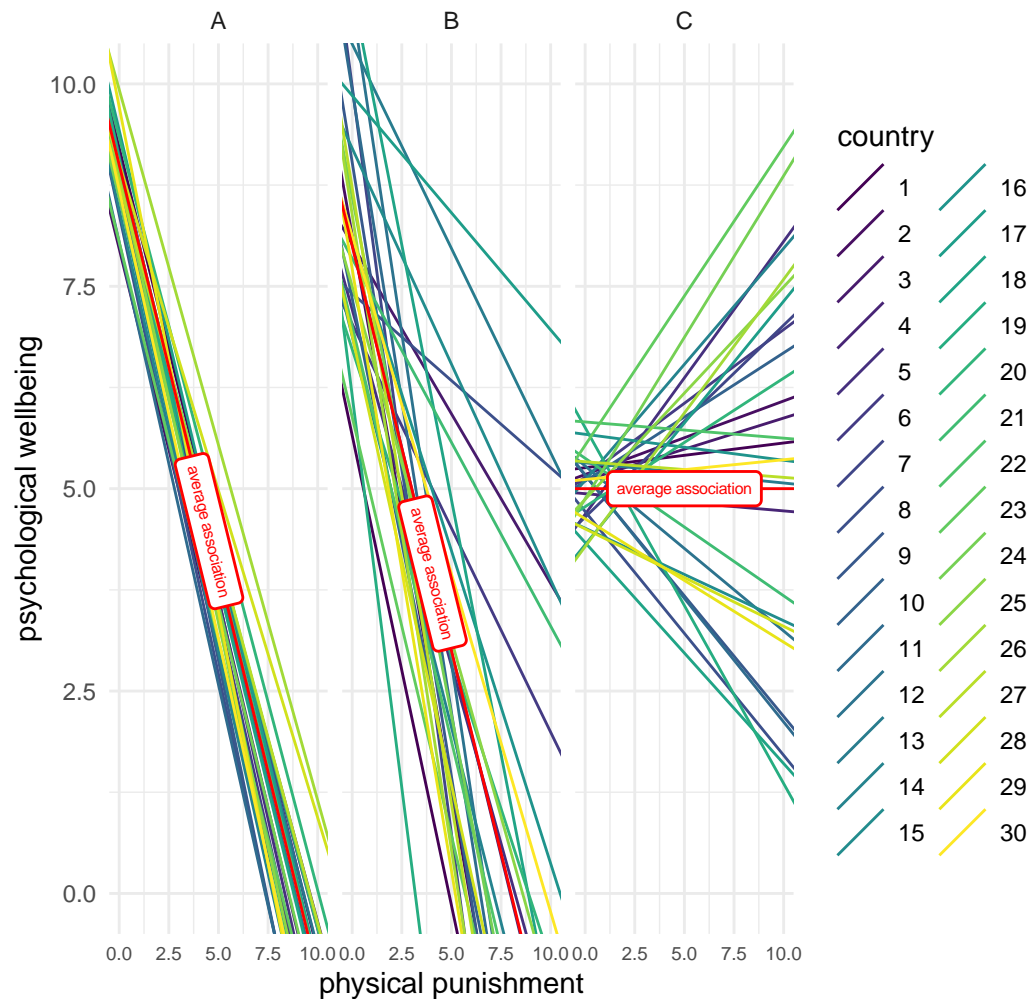 A B C
psychological wellbeing
10.0
7.5
5.0
2.5
0.0
average association
average association
average association
0.0 2.5 5.0 7.5 10.0 0.0 2.5 5.0 7.5 10.0 0.0 2.5 5.0 7.5 10.0
physical punishment
country
1 16
2 17
3 18
4 19
5 20
6 21
7 22
8 23
9 24
10 25
11 26
12 27
13 28
14 29
15 30